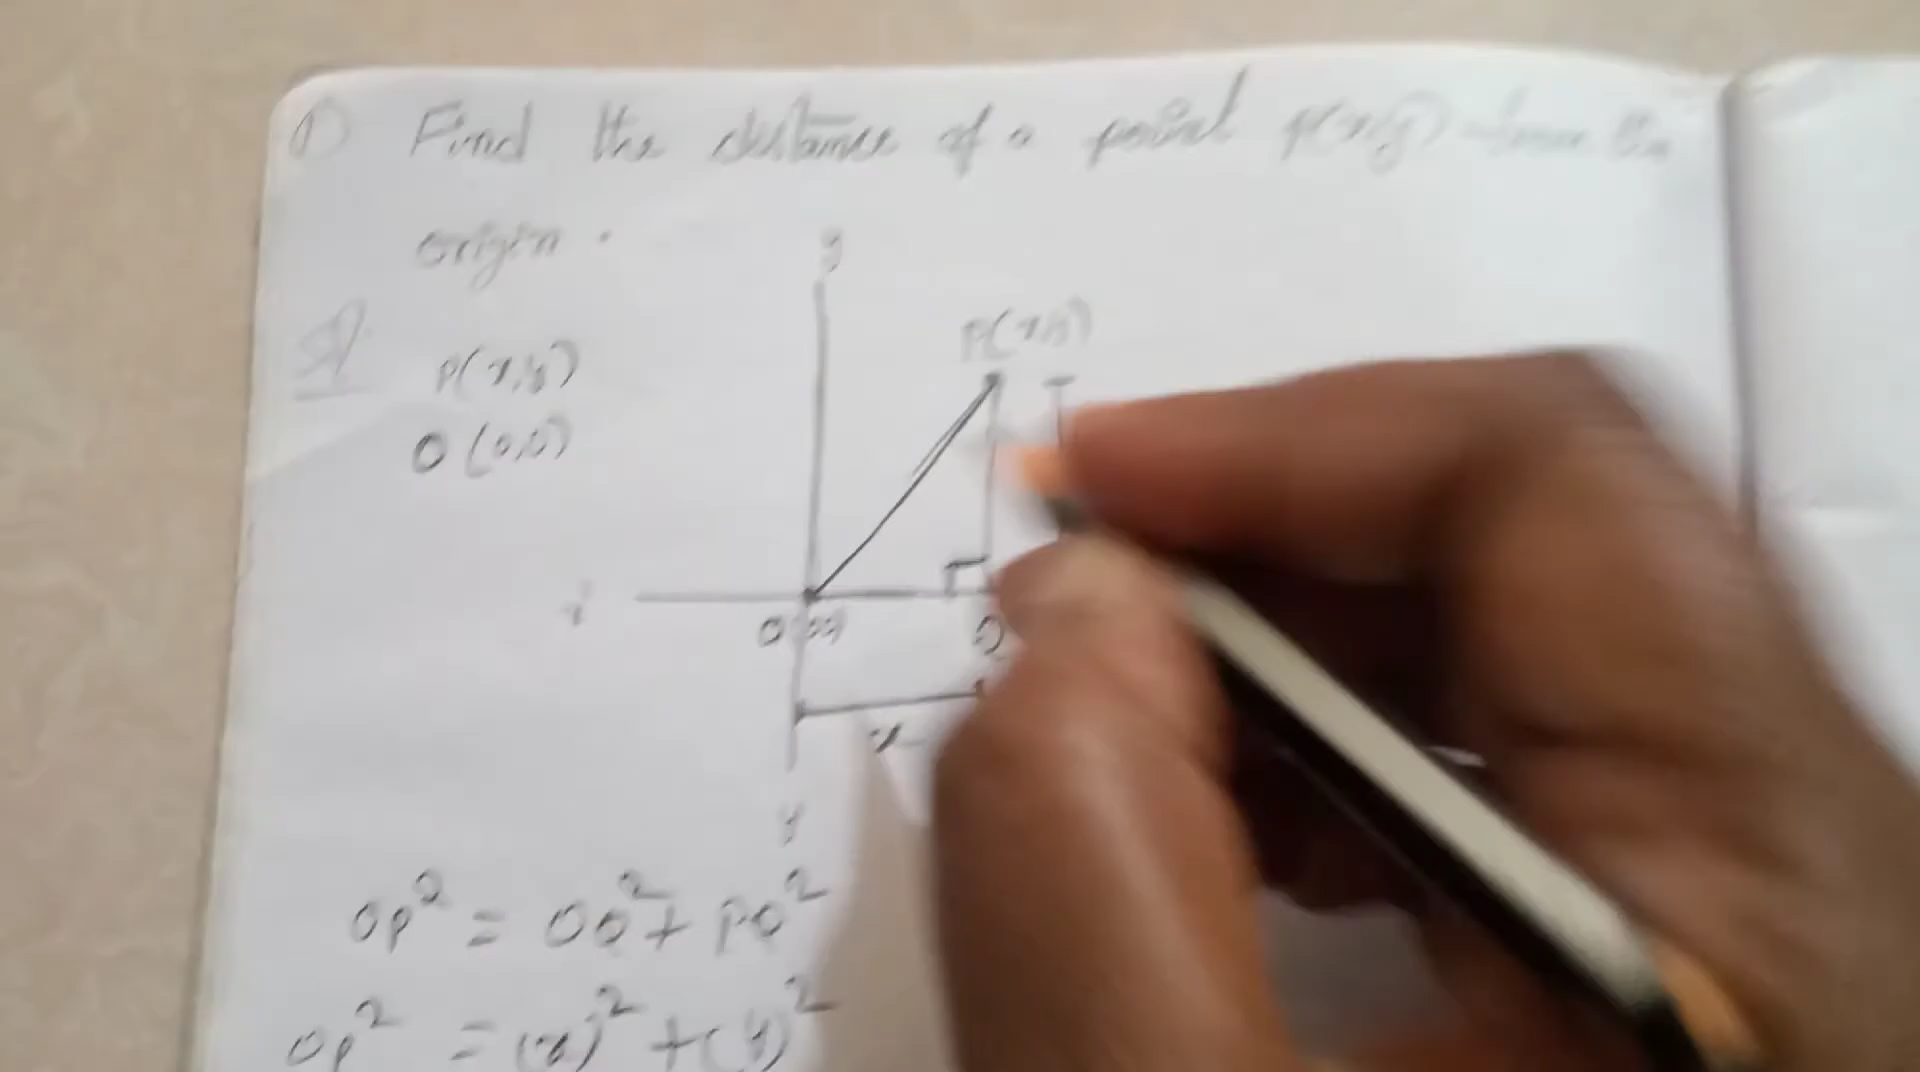 1) Find the distance of a point p(x,y) from the
origin.
y
P(x,y)
P(x,y)
O (0,0)
x'
O(0,0)
Q
x
y'
OP² = OQ² + PQ²
OP² = (x)² + (y)²